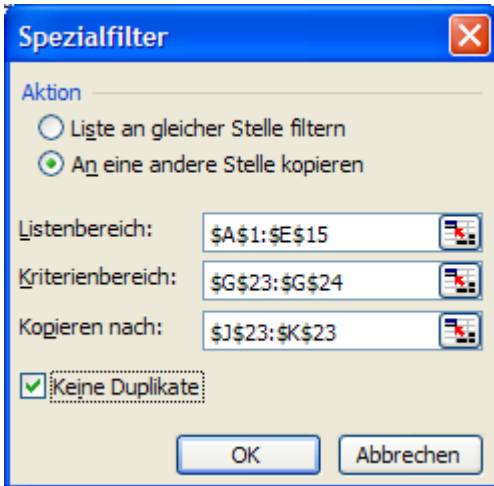 Spezialfilter
Aktion
Liste an gleicher Stelle filtern
An eine andere Stelle kopieren
Listenbereich: $A$1:$E$15
Kriterienbereich: $G$23:$G$24
Kopieren nach: $J$23:$K$23
Keine Duplikate
OK Abbrechen